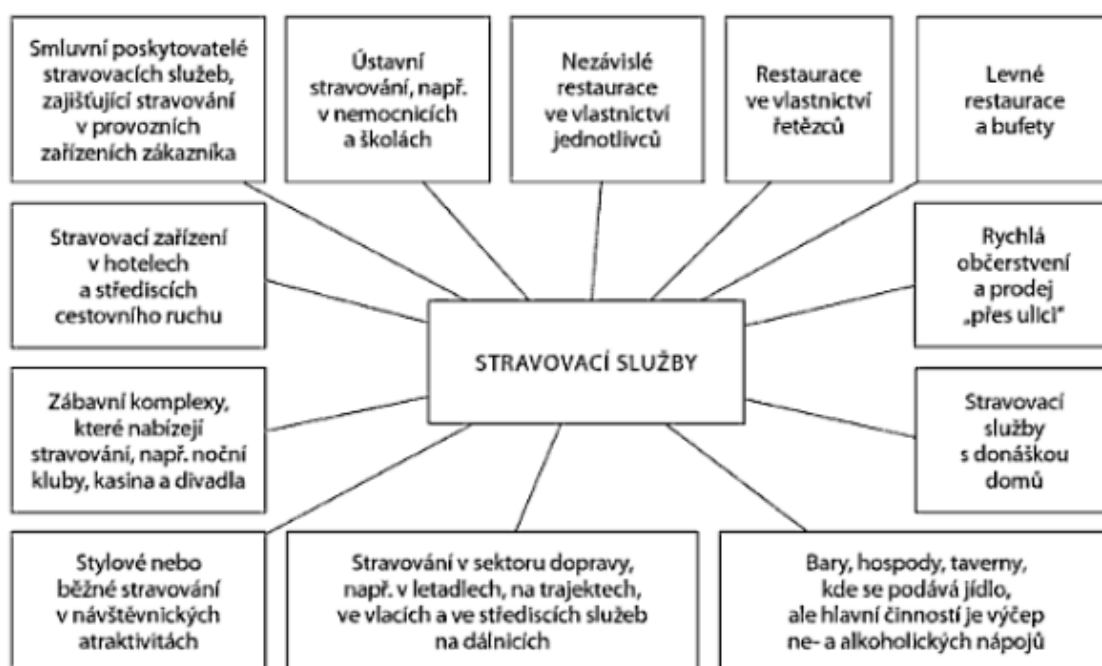 Smluvní poskytovatelé
stravovacích služeb,
zajišťující stravování
v provozních
zařízeních zákazníka
Ústavní
stravování, např.
v nemocnicích
a školách
Nezávislé
restaurace
ve vlastnictví
jednotlivců
Restaurace
ve vlastnictví
řetězců
Levné
restaurace
a bufety
Stravovací zařízení
v hotelech
a střediscích
cestovního ruchu
Rychlá
občerstvení
a prodej
„přes ulici“
STRAVOVACÍ SLUŽBY
Zábavní komplexy,
které nabízejí
stravování, např. noční
kluby, kasina a divadla
Stravovací
služby
s donáškou
domů
Stylové nebo
běžné stravování
v návštěvnických
atraktivitách
Stravování v sektoru dopravy,
např. v letadlech, na trajektech,
ve vlacích a ve střediscích služeb
na dálnicích
Bary, hospody, taverny,
kde se podává jídlo,
ale hlavní činností je výčep
ne- a alkoholických nápojů